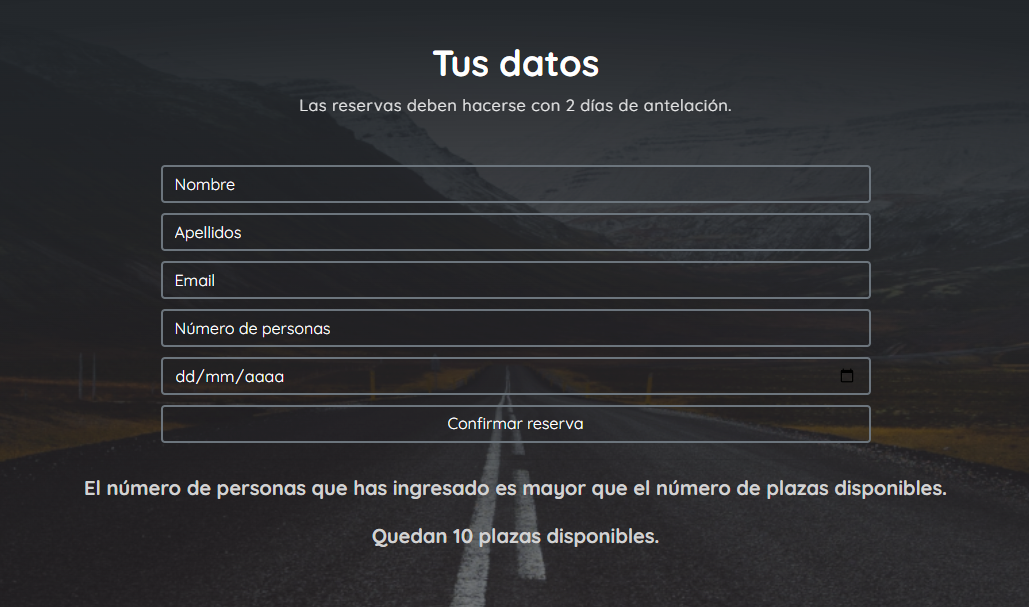 Tus datos
Las reservas deben hacerse con 2 días de antelación.
Nombre
Apellidos
Email
Número de personas
dd/mm/aaaa
Confirmar reserva
El número de personas que has ingresado es mayor que el número de plazas disponibles.
Quedan 10 plazas disponibles.